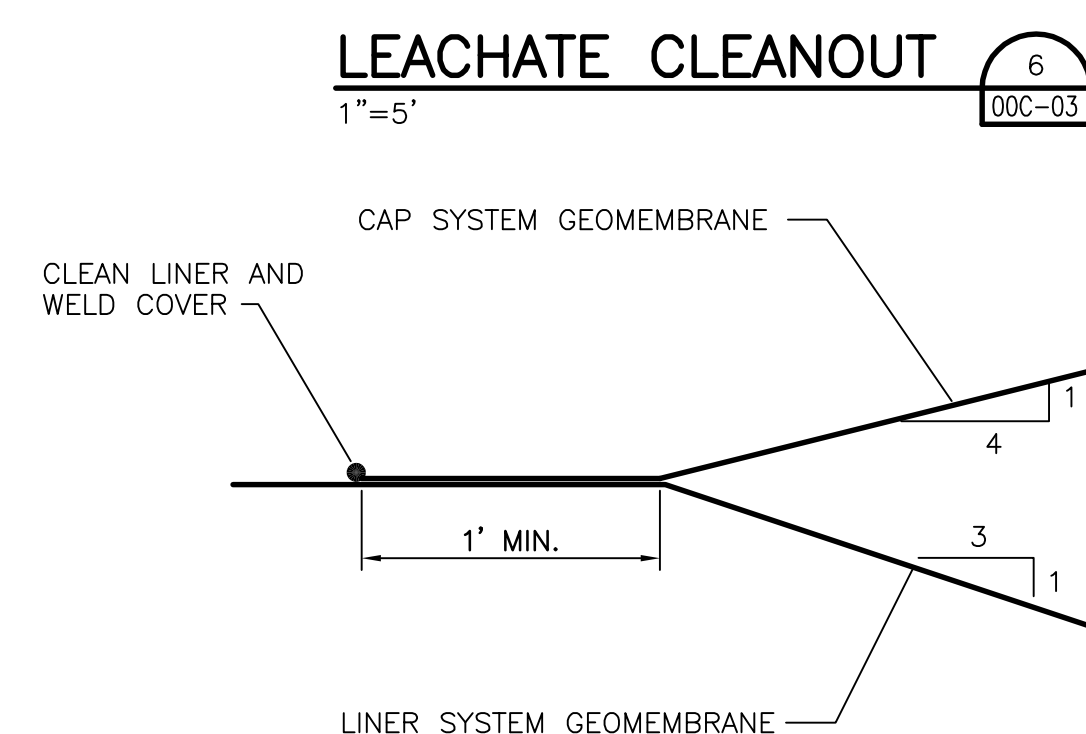 LEACHATE CLEANOUT
6
00C-03
1"=5'
CAP SYSTEM GEOMEMBRANE
CLEAN LINER AND
WELD COVER
1
4
1' MIN.
3
1
LINER SYSTEM GEOMEMBRANE